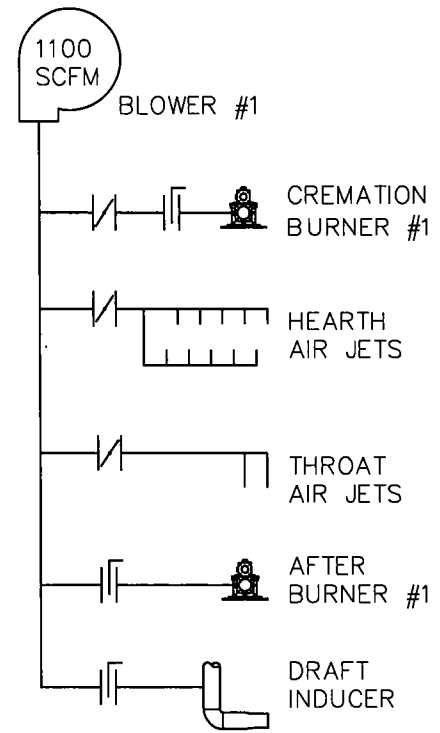 1100
SCFM
BLOWER #1
CREMATION
BURNER #1
HEARTH
AIR JETS
THROAT
AIR JETS
AFTER
BURNER #1
DRAFT
INDUCER